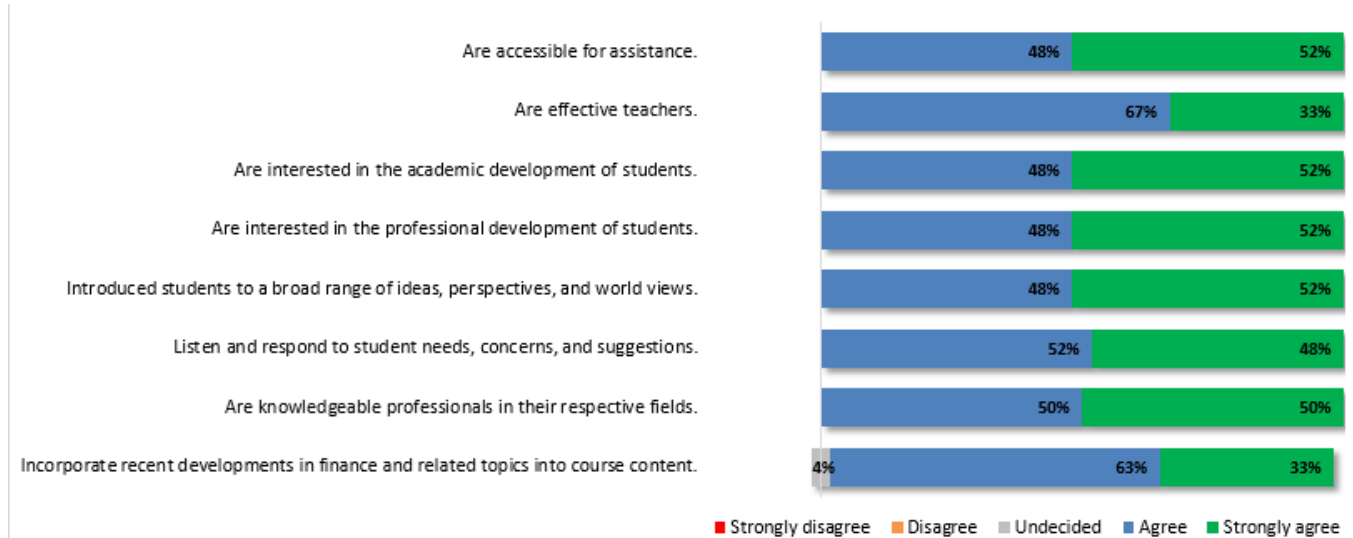 Are accessible for assistance. 48% 52%
Are effective teachers. 67% 33%
Are interested in the academic development of students. 48% 52%
Are interested in the professional development of students. 48% 52%
Introduced students to a broad range of ideas, perspectives, and world views. 48% 52%
Listen and respond to student needs, concerns, and suggestions. 52% 48%
Are knowledgeable professionals in their respective fields. 50% 50%
Incorporate recent developments in finance and related topics into course content. 4% 63% 33%
Strongly disagree Disagree Undecided Agree Strongly agree